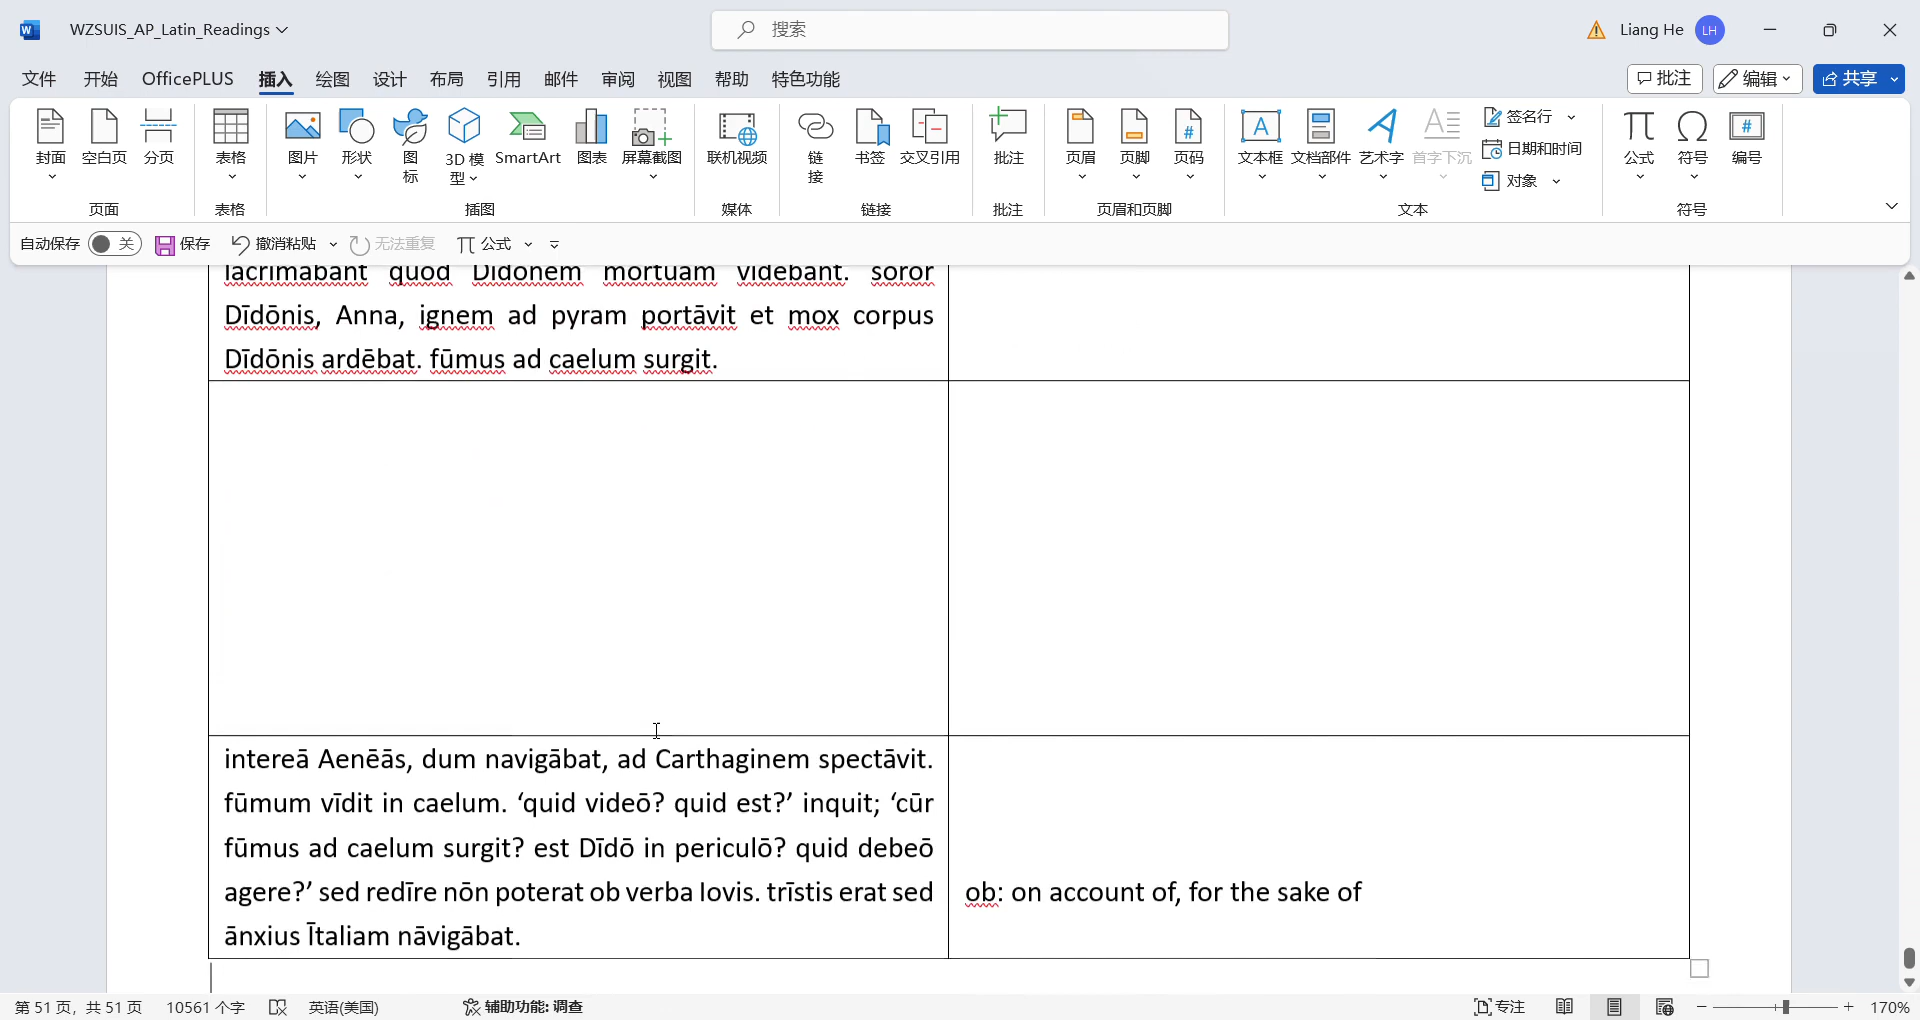 WZSUIS_AP_Latin_Readings
搜索
Liang He
LH
文件 开始 OfficePLUS 插入 绘图 设计 布局 引用 邮件 审阅 视图 帮助 特色功能
批注 编辑 共享
封面 空白页 分页
页面
表格
表格
图片 形状 图标 3D 模型 SmartArt 图表 屏幕截图
插图
联机视频
媒体
链接 书签 交叉引用
链接
批注
批注
页眉 页脚 页码
页眉和页脚
文本框 文档部件 艺术字 首字下沉
签名行
日期和时间
对象
文本
公式 符号 编号
符号
自动保存 关 保存 撤消粘贴 无法重复 公式
lacrimābant quod Dīdōnem mortuam vidēbant. soror
Dīdōnis, Anna, ignem ad pyram portāvit et mox corpus
Dīdōnis ardēbat. fūmus ad caelum surgit.
intereā Aenēās, dum navigābat, ad Carthaginem spectāvit.
fūmum vīdit in caelum. ‘quid videō? quid est?’ inquit; ‘cūr
fūmus ad caelum surgit? est Dīdō in periculō? quid debeō
agere?’ sed redīre nōn poterat ob verba Iovis. trīstis erat sed
ānxius Ītaliam nāvigābat.
ob: on account of, for the sake of
第 51 页，共 51 页 10561 个字 英语(美国) 辅助功能: 调查 专注 170%